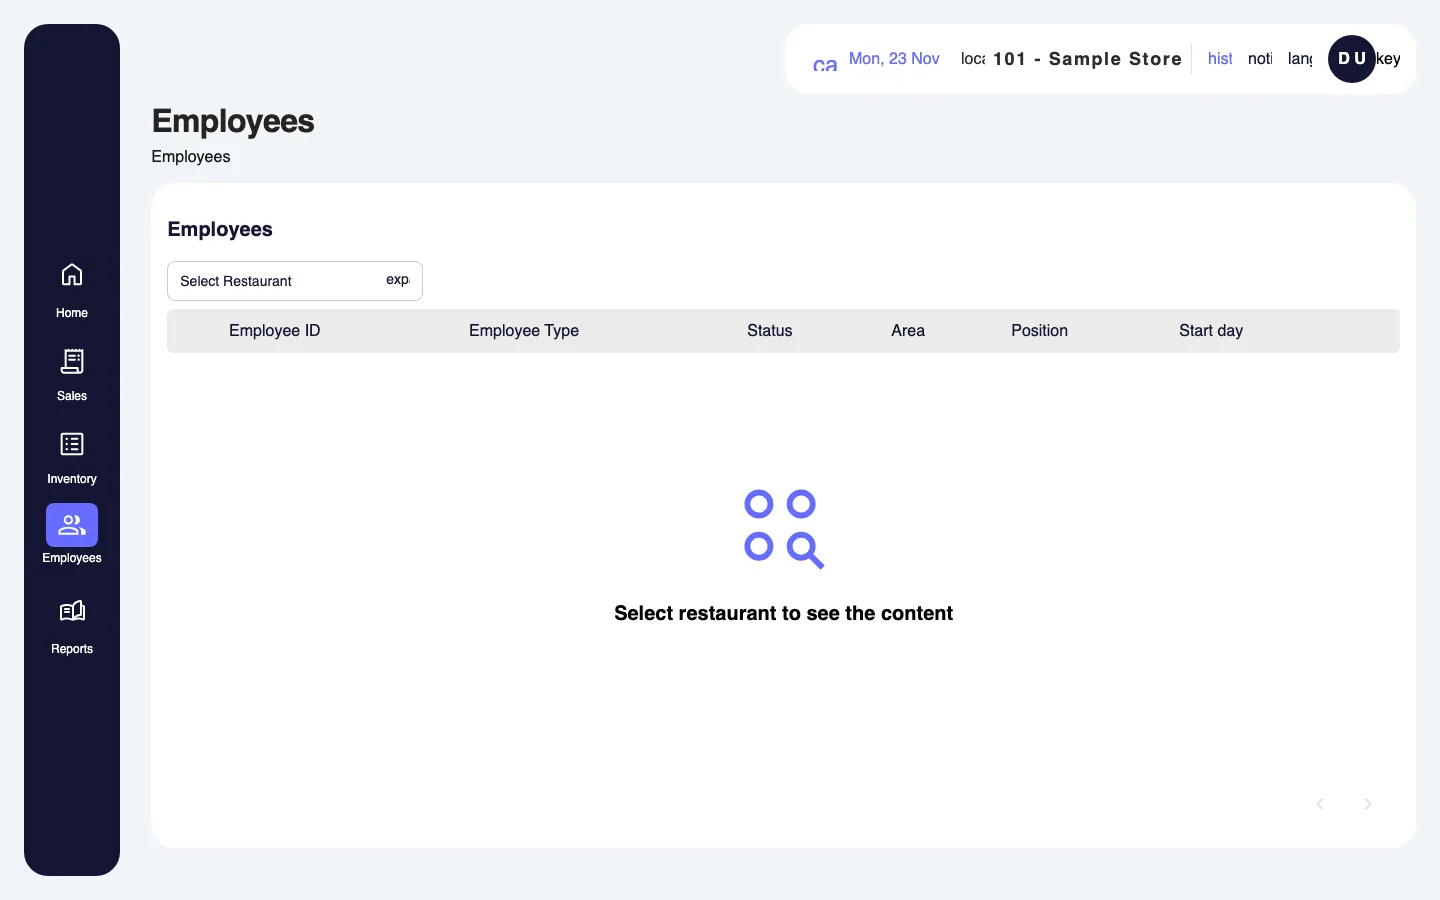 ca Mon, 23 Nov loca 101 - Sample Store hist noti lang DU key
Employees
Employees
Employees
Select Restaurant exp
Employee ID Employee Type Status Area Position Start day
Select restaurant to see the content
Home
Sales
Inventory
Employees
Reports